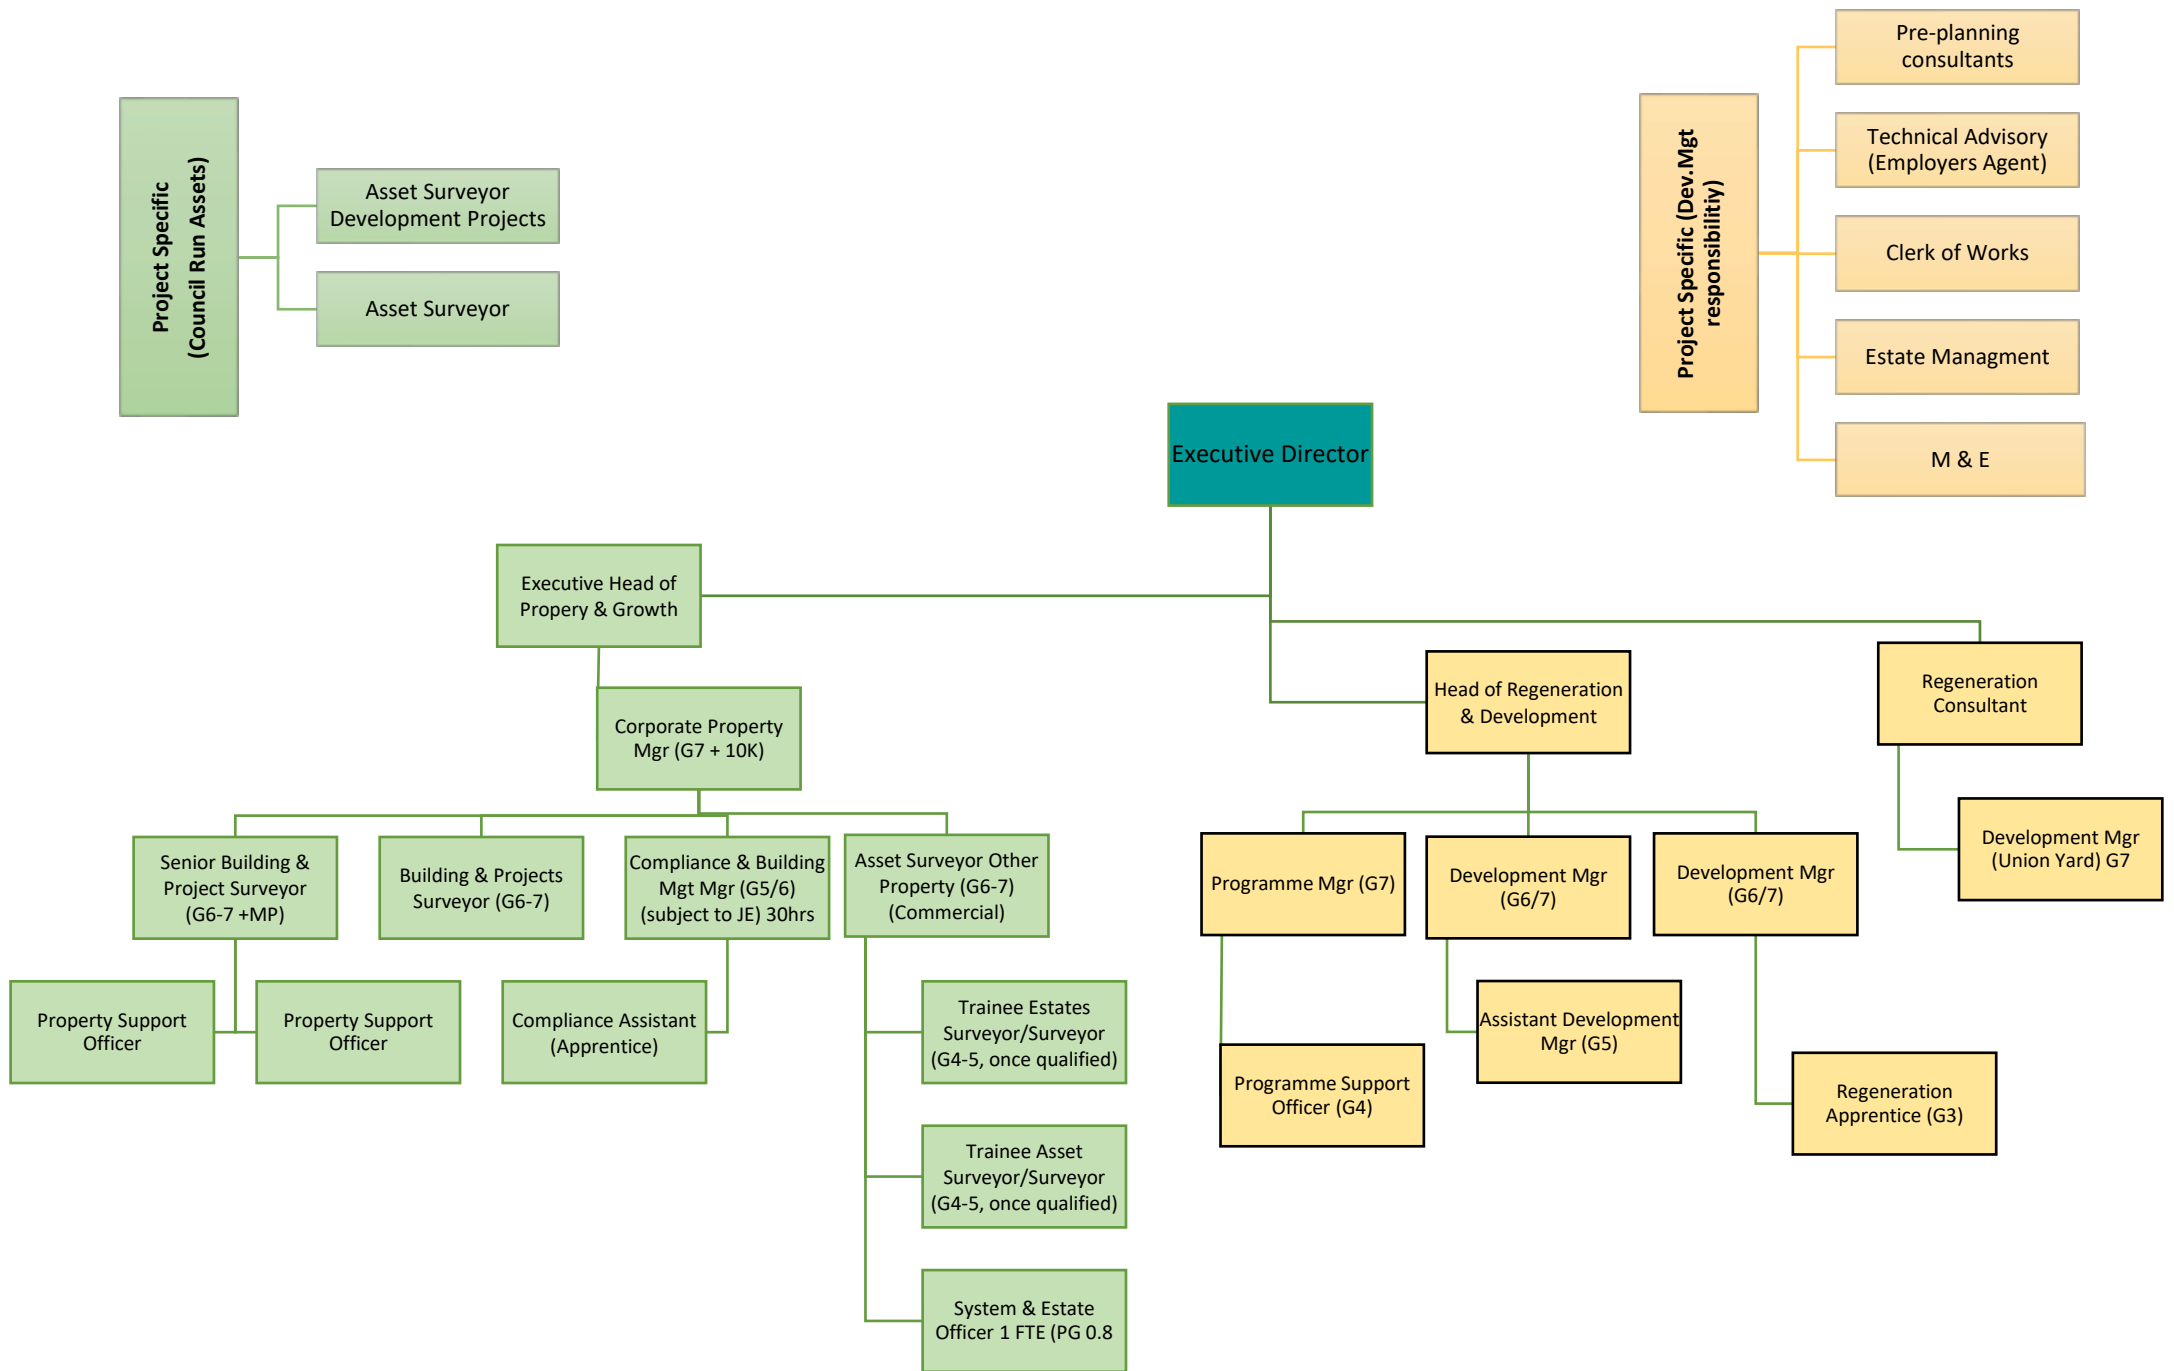 Pre-planning
consultants
Project Specific
(Council Run Assets)
Project Specific (Dev.Mgt
responsibilitiy)
Technical Advisory
(Employers Agent)
Asset Surveyor
Development Projects
Clerk of Works
Asset Surveyor
Estate Managment
Executive Director
M & E
Executive Head of
Propery & Growth
Head of Regeneration
& Development
Regeneration
Consultant
Corporate Property
Mgr (G7 + 10K)
Senior Building &
Project Surveyor
(G6-7 +MP)
Building & Projects
Surveyor (G6-7)
Compliance & Building
Mgt Mgr (G5/6)
(subject to JE) 30hrs
Asset Surveyor Other
Property (G6-7)
(Commercial)
Programme Mgr (G7)
Development Mgr
(G6/7)
Development Mgr
(G6/7)
Development Mgr
(Union Yard) G7
Property Support
Officer
Property Support
Officer
Compliance Assistant
(Apprentice)
Trainee Estates
Surveyor/Surveyor
(G4-5, once qualified)
Assistant Development
Mgr (G5)
Programme Support
Officer (G4)
Regeneration
Apprentice (G3)
Trainee Asset
Surveyor/Surveyor
(G4-5, once qualified)
System & Estate
Officer 1 FTE (PG 0.8